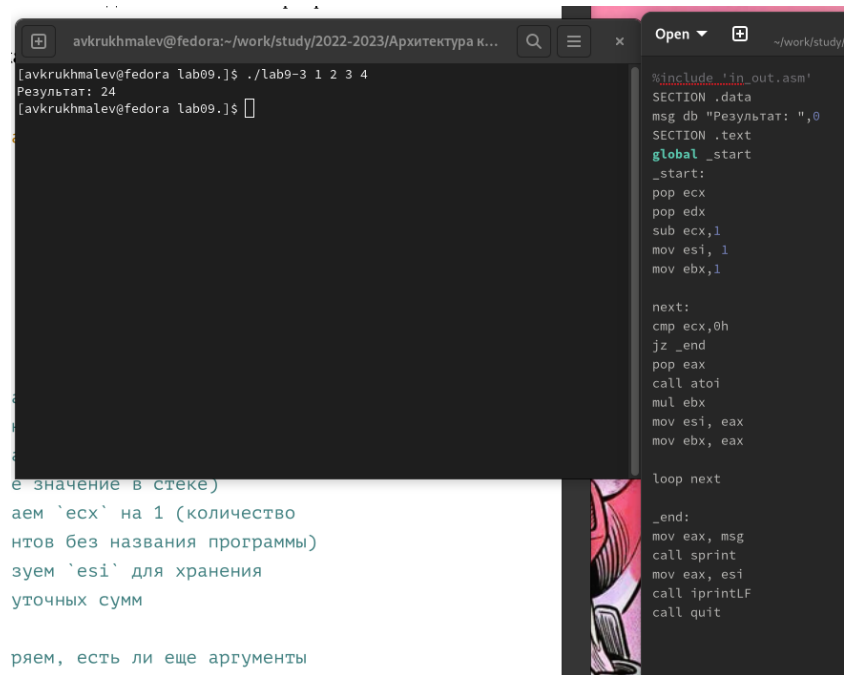 avkrukhmalev@fedora:~/work/study/2022-2023/Архитектура к...
[avkrukhmalev@fedora lab09.]$ ./lab9-3 1 2 3 4
Результат: 24
[avkrukhmalev@fedora lab09.]$
е значение в стеке)
аем `ecx` на 1 (количество
нтов без названия программы)
зуем `esi` для хранения
уточных сумм
ряем, есть ли еще аргументы
Open
~/work/study/
%include 'in_out.asm'
SECTION .data
msg db "Результат: ",0
SECTION .text
global _start
_start:
pop ecx
pop edx
sub ecx,1
mov esi, 1
mov ebx,1
next:
cmp ecx,0h
jz _end
pop eax
call atoi
mul ebx
mov esi, eax
mov ebx, eax
loop next
_end:
mov eax, msg
call sprint
mov eax, esi
call iprintLF
call quit